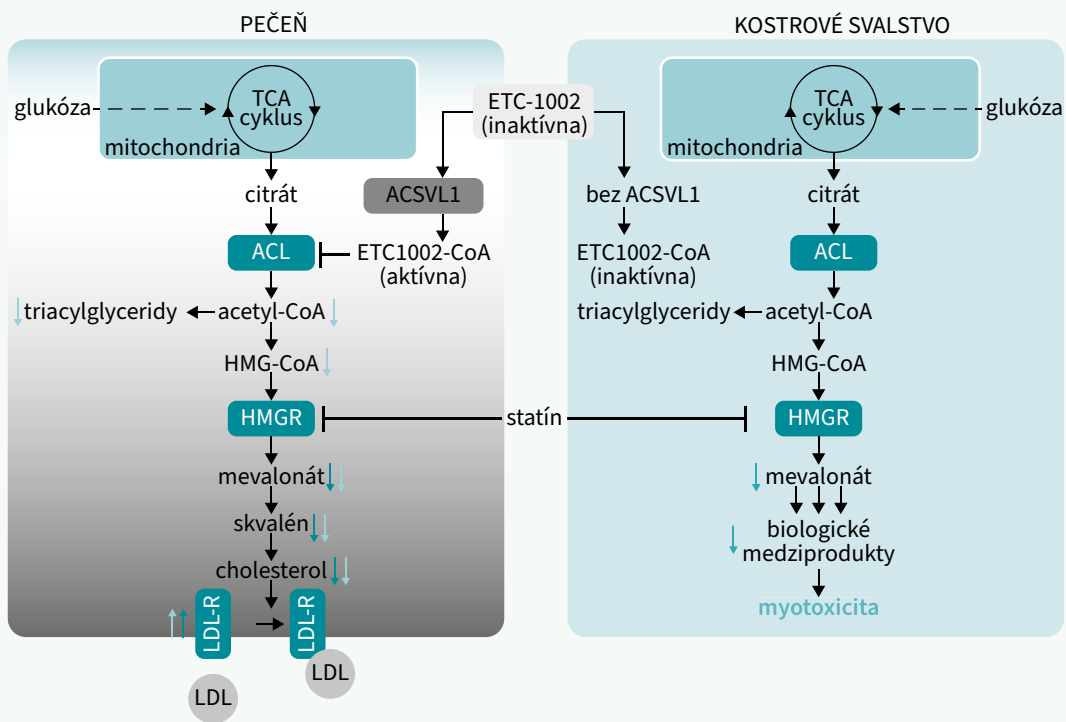 PEČEŇ
KOSTROVÉ SVALSTVO
glukóza
TCA
cyklus
mitochondria
citrát
ACL
triacylglyceridy
acetyl-CoA
HMG-CoA
HMGR
mevalonát
skvalén
cholesterol
LDL-R
LDL-R
LDL
LDL
ETC-1002
(inaktívna)
ACSVL1
ETC1002-CoA
(aktívna)
bez ACSVL1
ETC1002-CoA
(inaktívna)
statín
TCA
cyklus
glukóza
mitochondria
citrát
ACL
triacylglyceridy
acetyl-CoA
HMG-CoA
HMGR
mevalonát
biologické
medziprodukty
myotoxicita